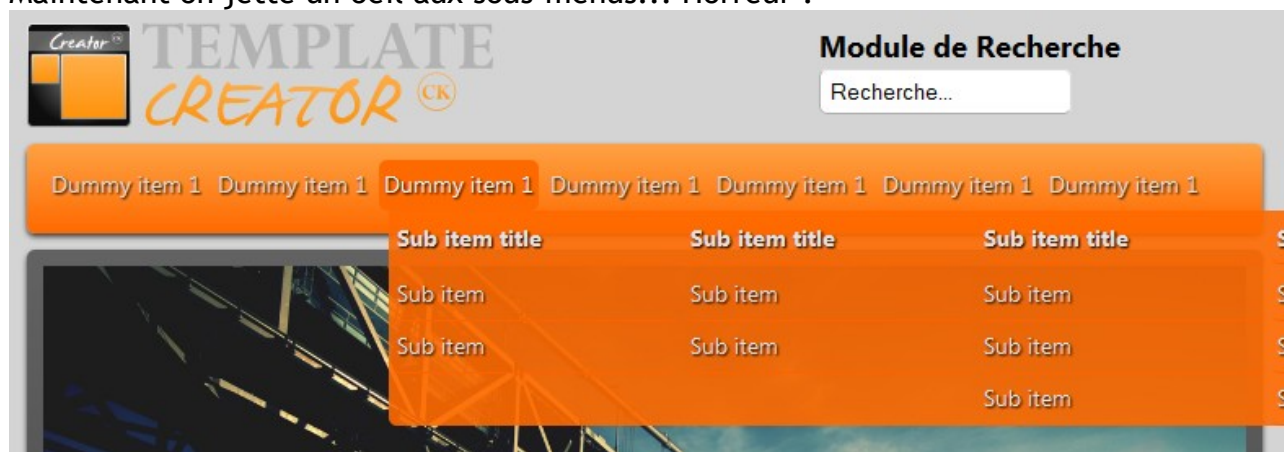 Maintenant on jette un oeil aux sous-menus... Horreur !
Creator CK
TEMPLATE
CREATOR CK
Module de Recherche
Recherche...
Dummy item 1 Dummy item 1 Dummy item 1 Dummy item 1 Dummy item 1 Dummy item 1 Dummy item 1
Sub item title Sub item title Sub item title S
Sub item Sub item Sub item S
Sub item Sub item Sub item S
Sub item S